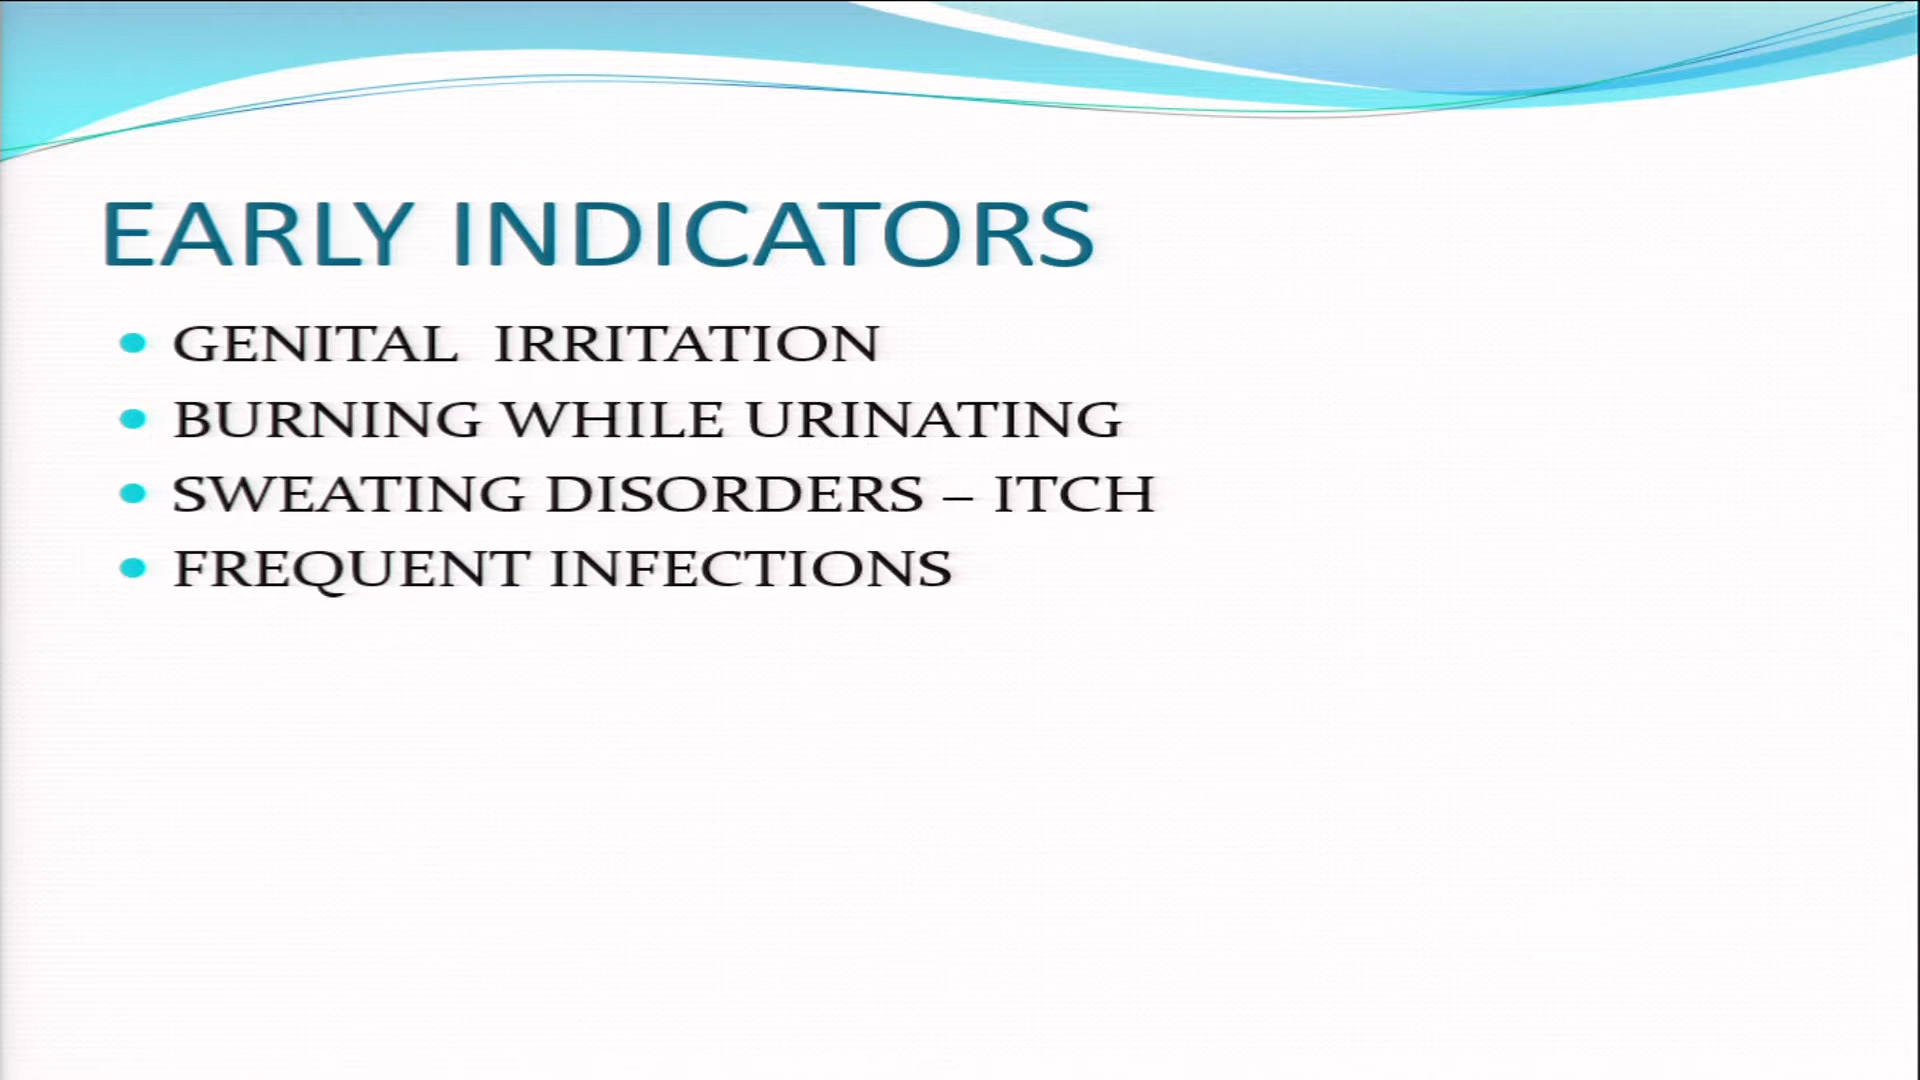 EARLY INDICATORS
GENITAL IRRITATION
BURNING WHILE URINATING
SWEATING DISORDERS – ITCH
FREQUENT INFECTIONS